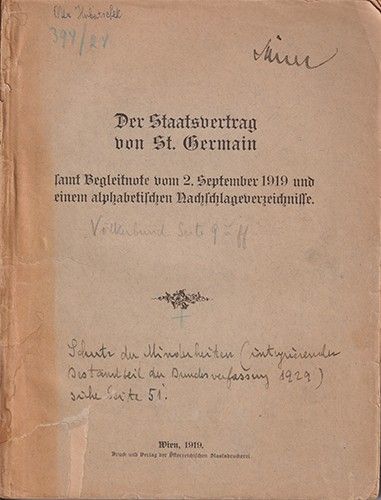 394/21
Der Staatsvertrag
von St. Germain
samt Begleitnote vom 2. September 1919 und
einem alphabetischen Nachschlageverzeichnisse.
Völkerbund Seite 9 u ff
Schutz der Minderheiten (integrierender
Bestandteil der Bundesverfassung 1929)
siehe Seite 51.
Wien, 1919.
Druck und Verlag der Österreichischen Staatsdruckerei.